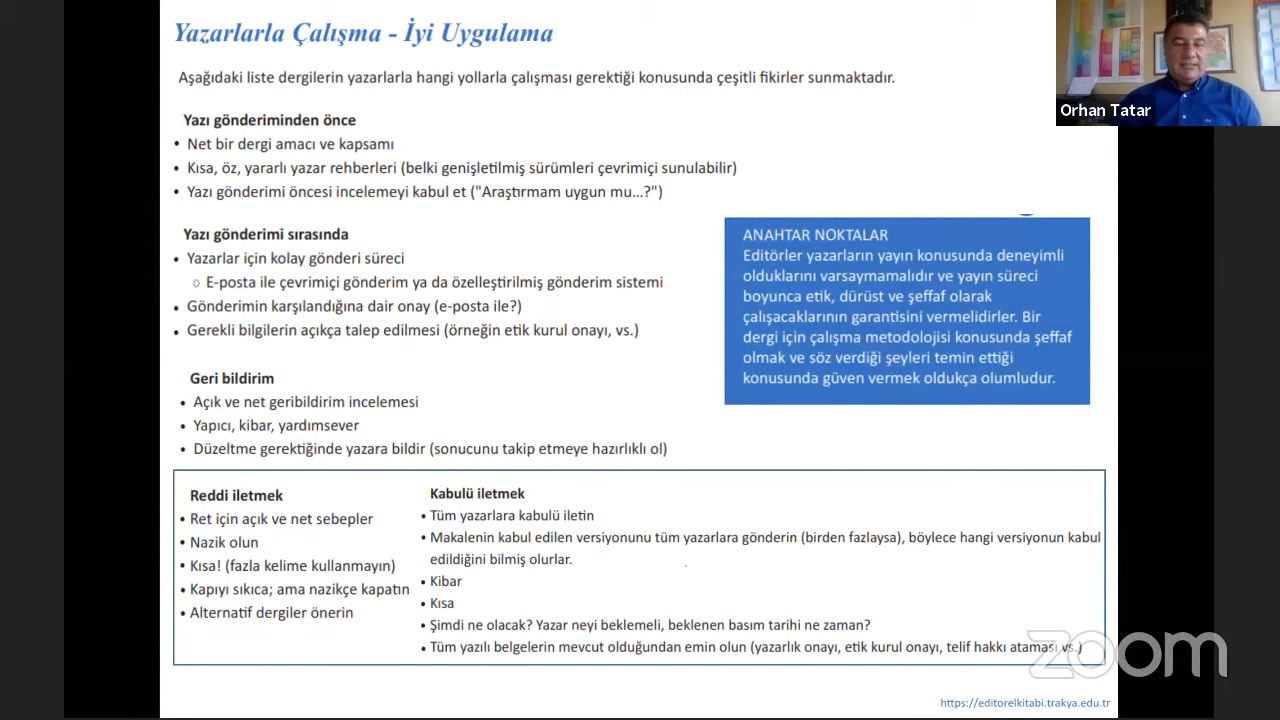 Yazarlarla Çalışma - İyi Uygulama
Aşağıdaki liste dergilerin yazarlarla hangi yollarla çalışması gerektiği konusunda çeşitli fikirler sunmaktadır.
Orhan Tatar
Yazı gönderiminden önce
• Net bir dergi amacı ve kapsamı
• Kısa, öz, yararlı yazar rehberleri (belki genişletilmiş sürümleri çevrimiçi sunulabilir)
• Yazı gönderimi öncesi incelemeyi kabul et ("Araştırmam uygun mu...?")
Yazı gönderimi sırasında
• Yazarlar için kolay gönderi süreci
○ E-posta ile çevrimiçi gönderim ya da özelleştirilmiş gönderim sistemi
• Gönderimin karşılandığına dair onay (e-posta ile?)
• Gerekli bilgilerin açıkça talep edilmesi (örneğin etik kurul onayı, vs.)
ANAHTAR NOKTALAR
Editörler yazarların yayın konusunda deneyimli
olduklarını varsaymamalıdır ve yayın süreci
boyunca etik, dürüst ve şeffaf olarak
çalışacaklarının garantisini vermelidirler. Bir
dergi için çalışma metodolojisi konusunda şeffaf
olmak ve söz verdiği şeyleri temin ettiği
konusunda güven vermek oldukça olumludur.
Geri bildirim
• Açık ve net geribildirim incelemesi
• Yapıcı, kibar, yardımsever
• Düzeltme gerektiğinde yazara bildir (sonucunu takip etmeye hazırlıklı ol)
Reddi iletmek
• Ret için açık ve net sebepler
• Nazik olun
• Kısa! (fazla kelime kullanmayın)
• Kapıyı sıkıca; ama nazikçe kapatın
• Alternatif dergiler önerin
Kabulü iletmek
• Tüm yazarlara kabulü iletin
• Makalenin kabul edilen versiyonunu tüm yazarlara gönderin (birden fazlaysa), böylece hangi versiyonun kabul
edildiğini bilmiş olurlar.
• Kibar
• Kısa
• Şimdi ne olacak? Yazar neyi beklemeli, beklenen basım tarihi ne zaman?
• Tüm yazılı belgelerin mevcut olduğundan emin olun (yazarlık onayı, etik kurul onayı, telif hakkı ataması vs.)
zoom
https://editorelkitabi.trakya.edu.tr